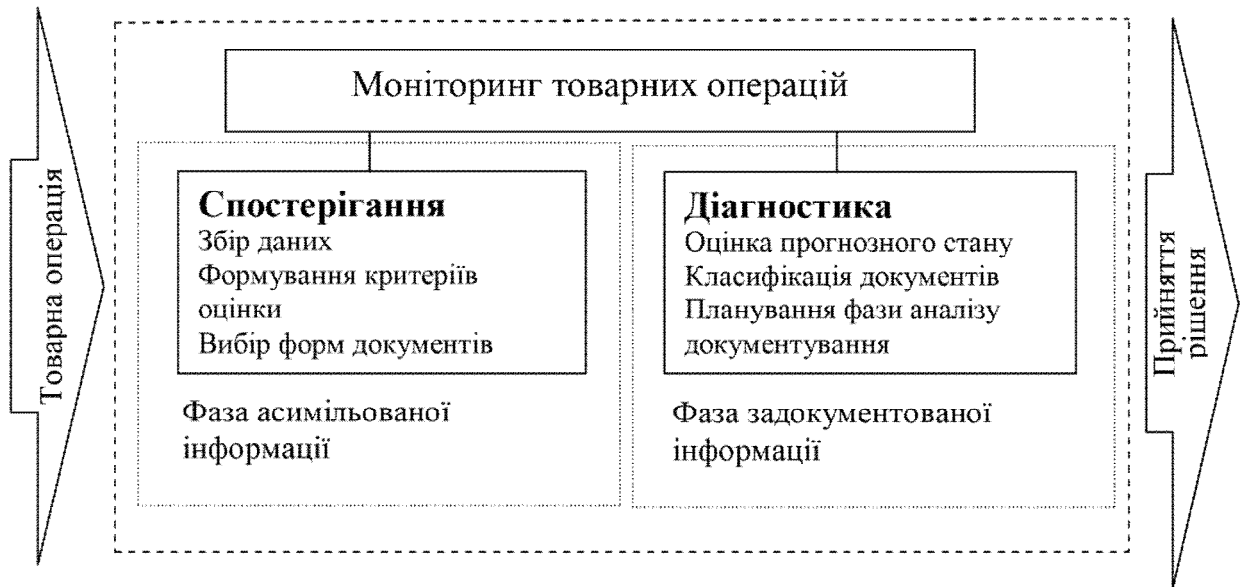 Товарна операція
Моніторинг товарних операцій
Спостерігання
Збір даних
Формування критеріїв
оцінки
Вибір форм документів
Фаза асимільованої
інформації
Діагностика
Оцінка прогнозного стану
Класифікація документів
Планування фази аналізу
документування
Фаза задокументованої
інформації
Прийняття
рішення